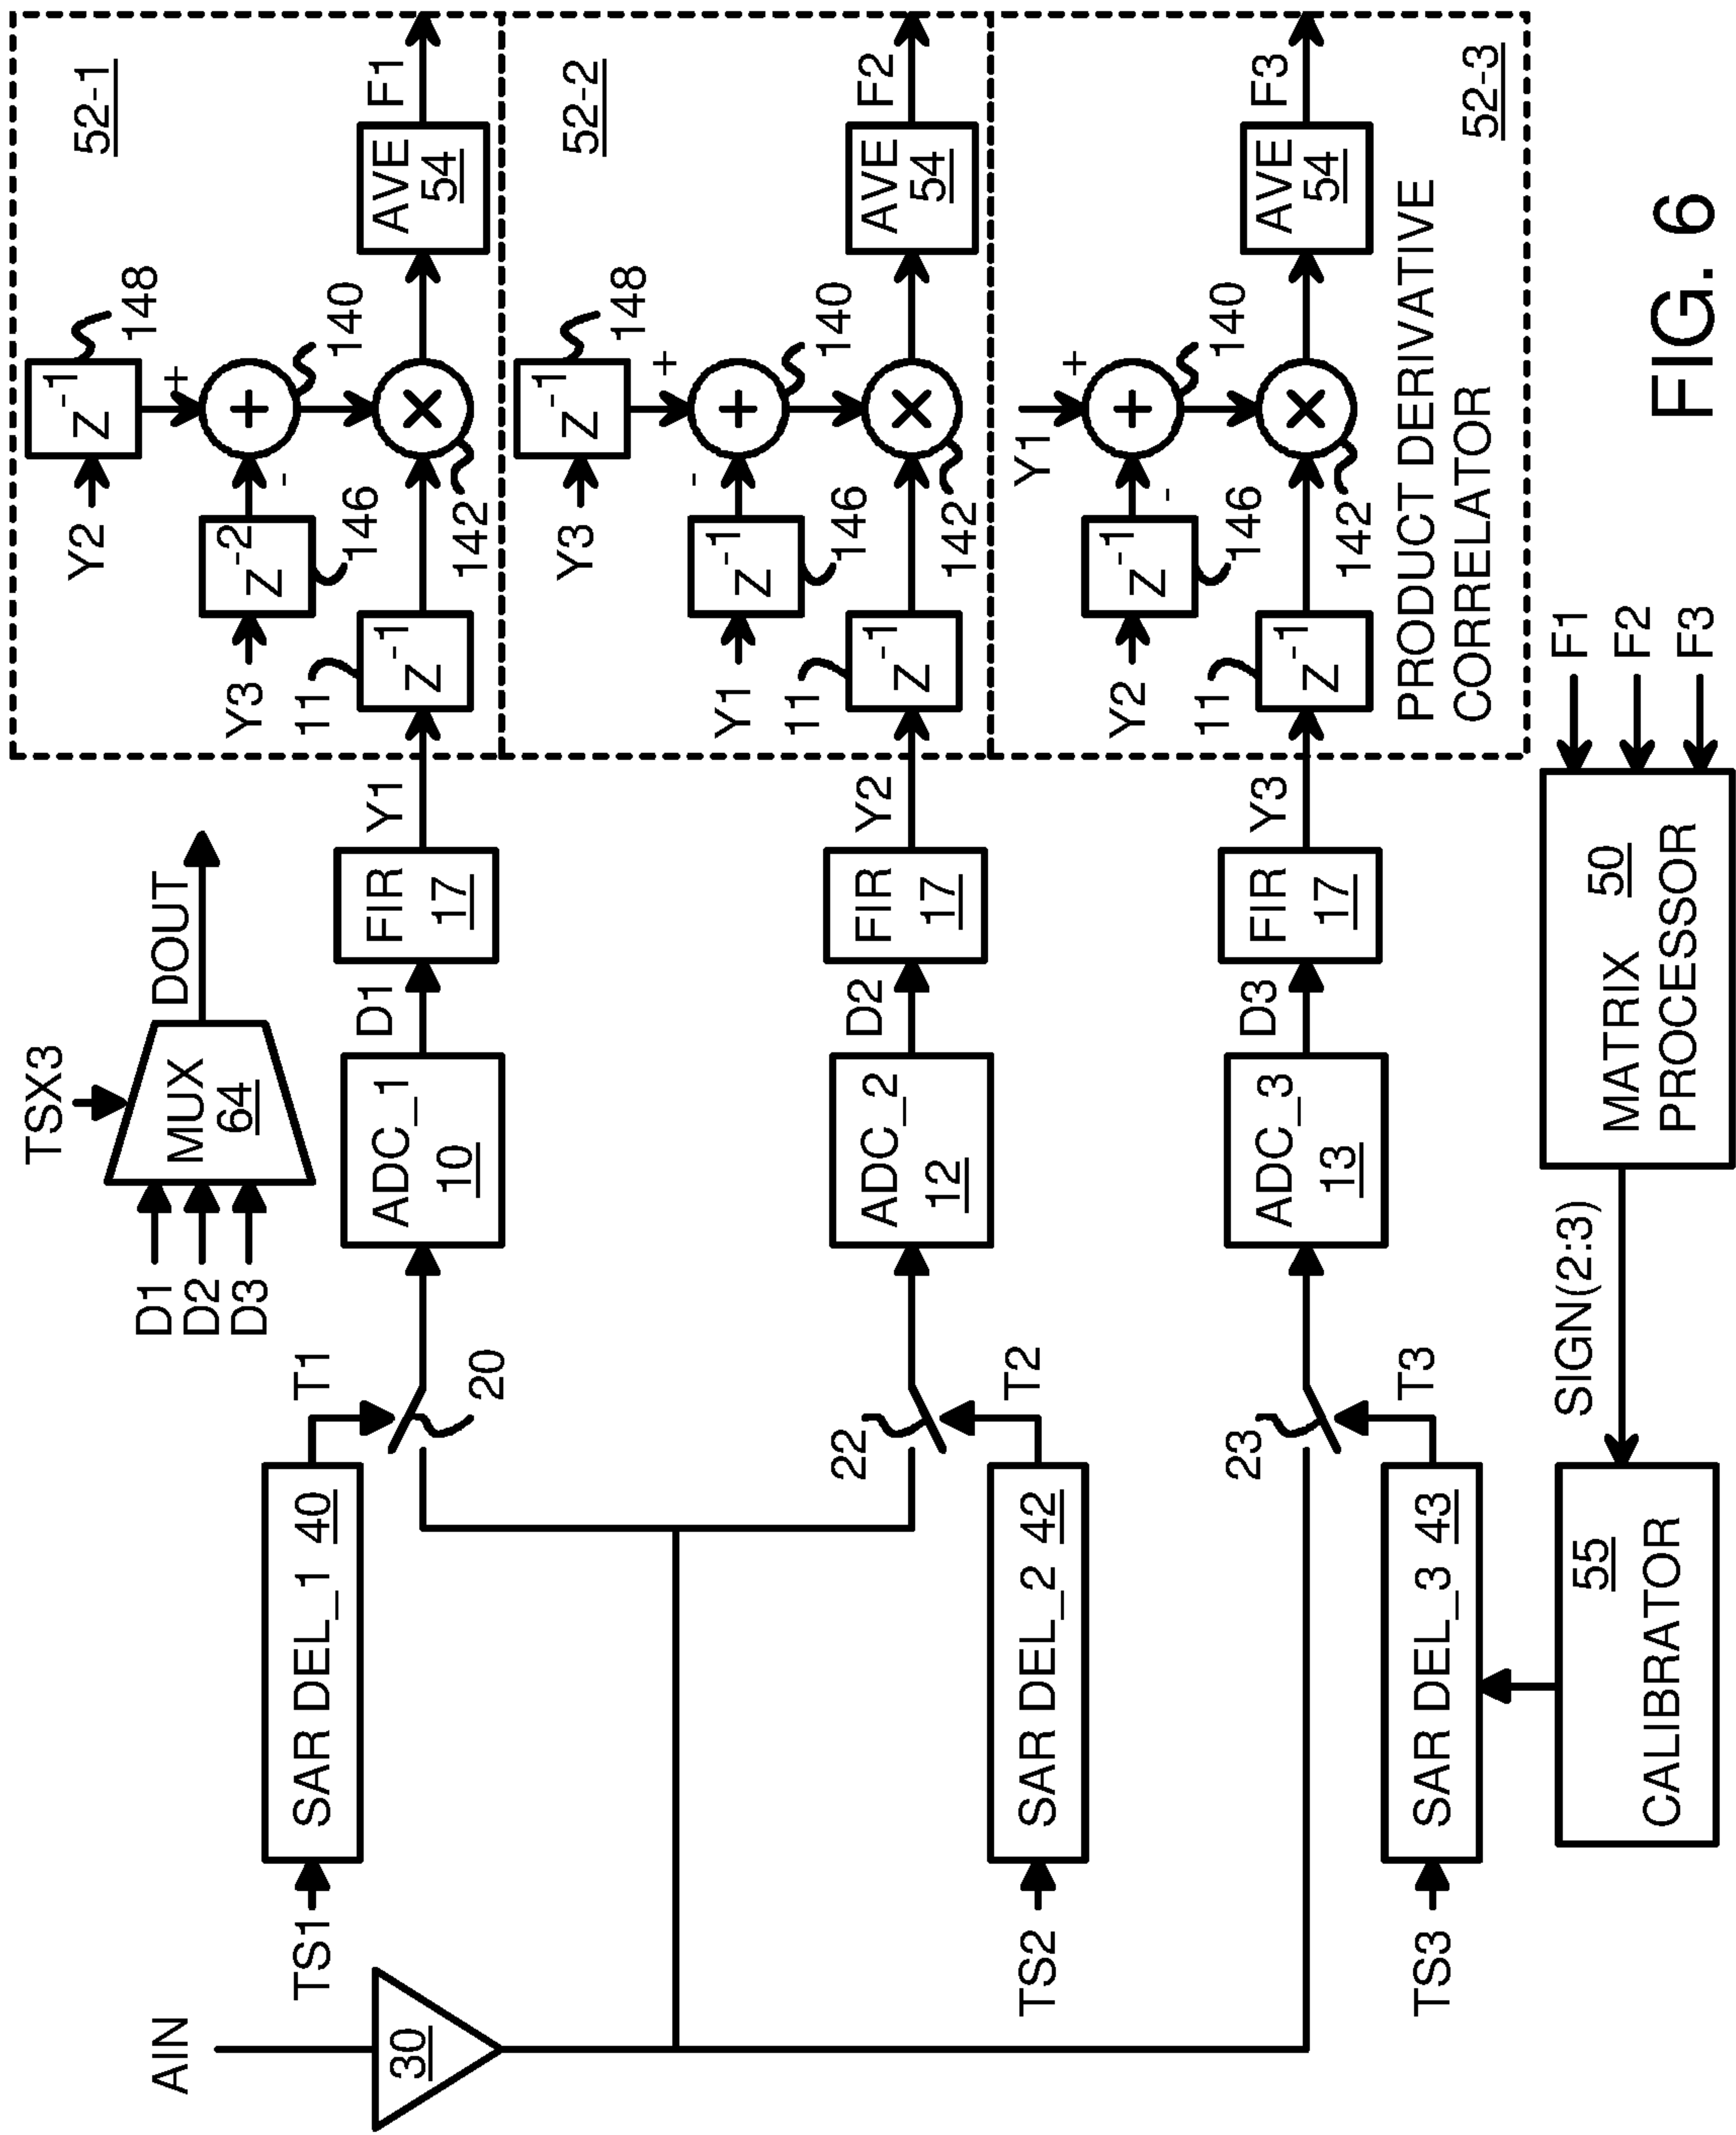 AIN
30
TS1
SAR DEL_1 40
T1
20
TSX3
D1
D2
D3
MUX
64
DOUT
ADC_1
10
D1
FIR
17
Y1
52-1
Y2
Z-1
148
+
Y3
Z-2
146
-
+
140
11
Z-1
×
142
AVE
54
F1
TS2
SAR DEL_2 42
T2
22
ADC_2
12
D2
FIR
17
Y2
52-2
Y3
Z-1
148
+
Y1
Z-1
146
-
+
140
11
Z-1
×
142
AVE
54
F2
TS3
SAR DEL_3 43
T3
23
ADC_3
13
D3
FIR
17
Y3
52-3
Y1
+
Y2
Z-1
146
-
+
140
11
Z-1
×
142
AVE
54
F3
PRODUCT DERIVATIVE
CORRELATOR
55
CALIBRATOR
SIGN(2:3)
50
MATRIX
PROCESSOR
F1
F2
F3
FIG. 6